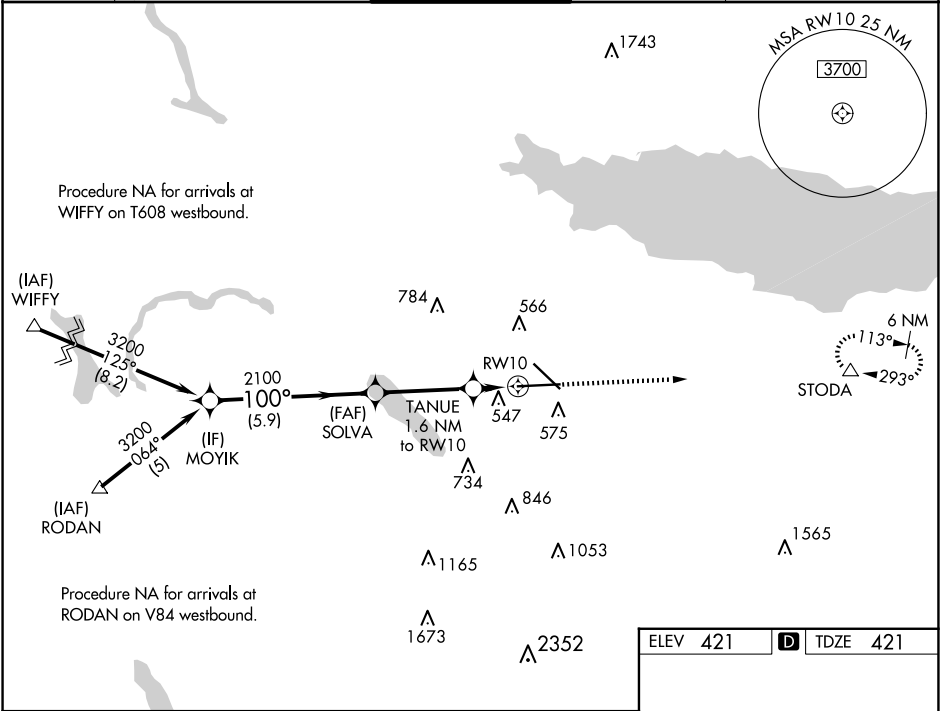 1743
MSA RW10 25 NM
3700
Procedure NA for arrivals at
WIFFY on T608 westbound.
(IAF)
WIFFY
3200
125°
(8.2)
784
566
6 NM
113°
293°
STODA
RW10
2100
100°
(5.9)
(FAF)
SOLVA
TANUE
1.6 NM
to RW10
547
575
(IF)
MOYIK
3200
064°
(5)
(IAF)
RODAN
734
846
1565
1165
1053
Procedure NA for arrivals at
RODAN on V84 westbound.
1673
2352
ELEV 421 D TDZE 421